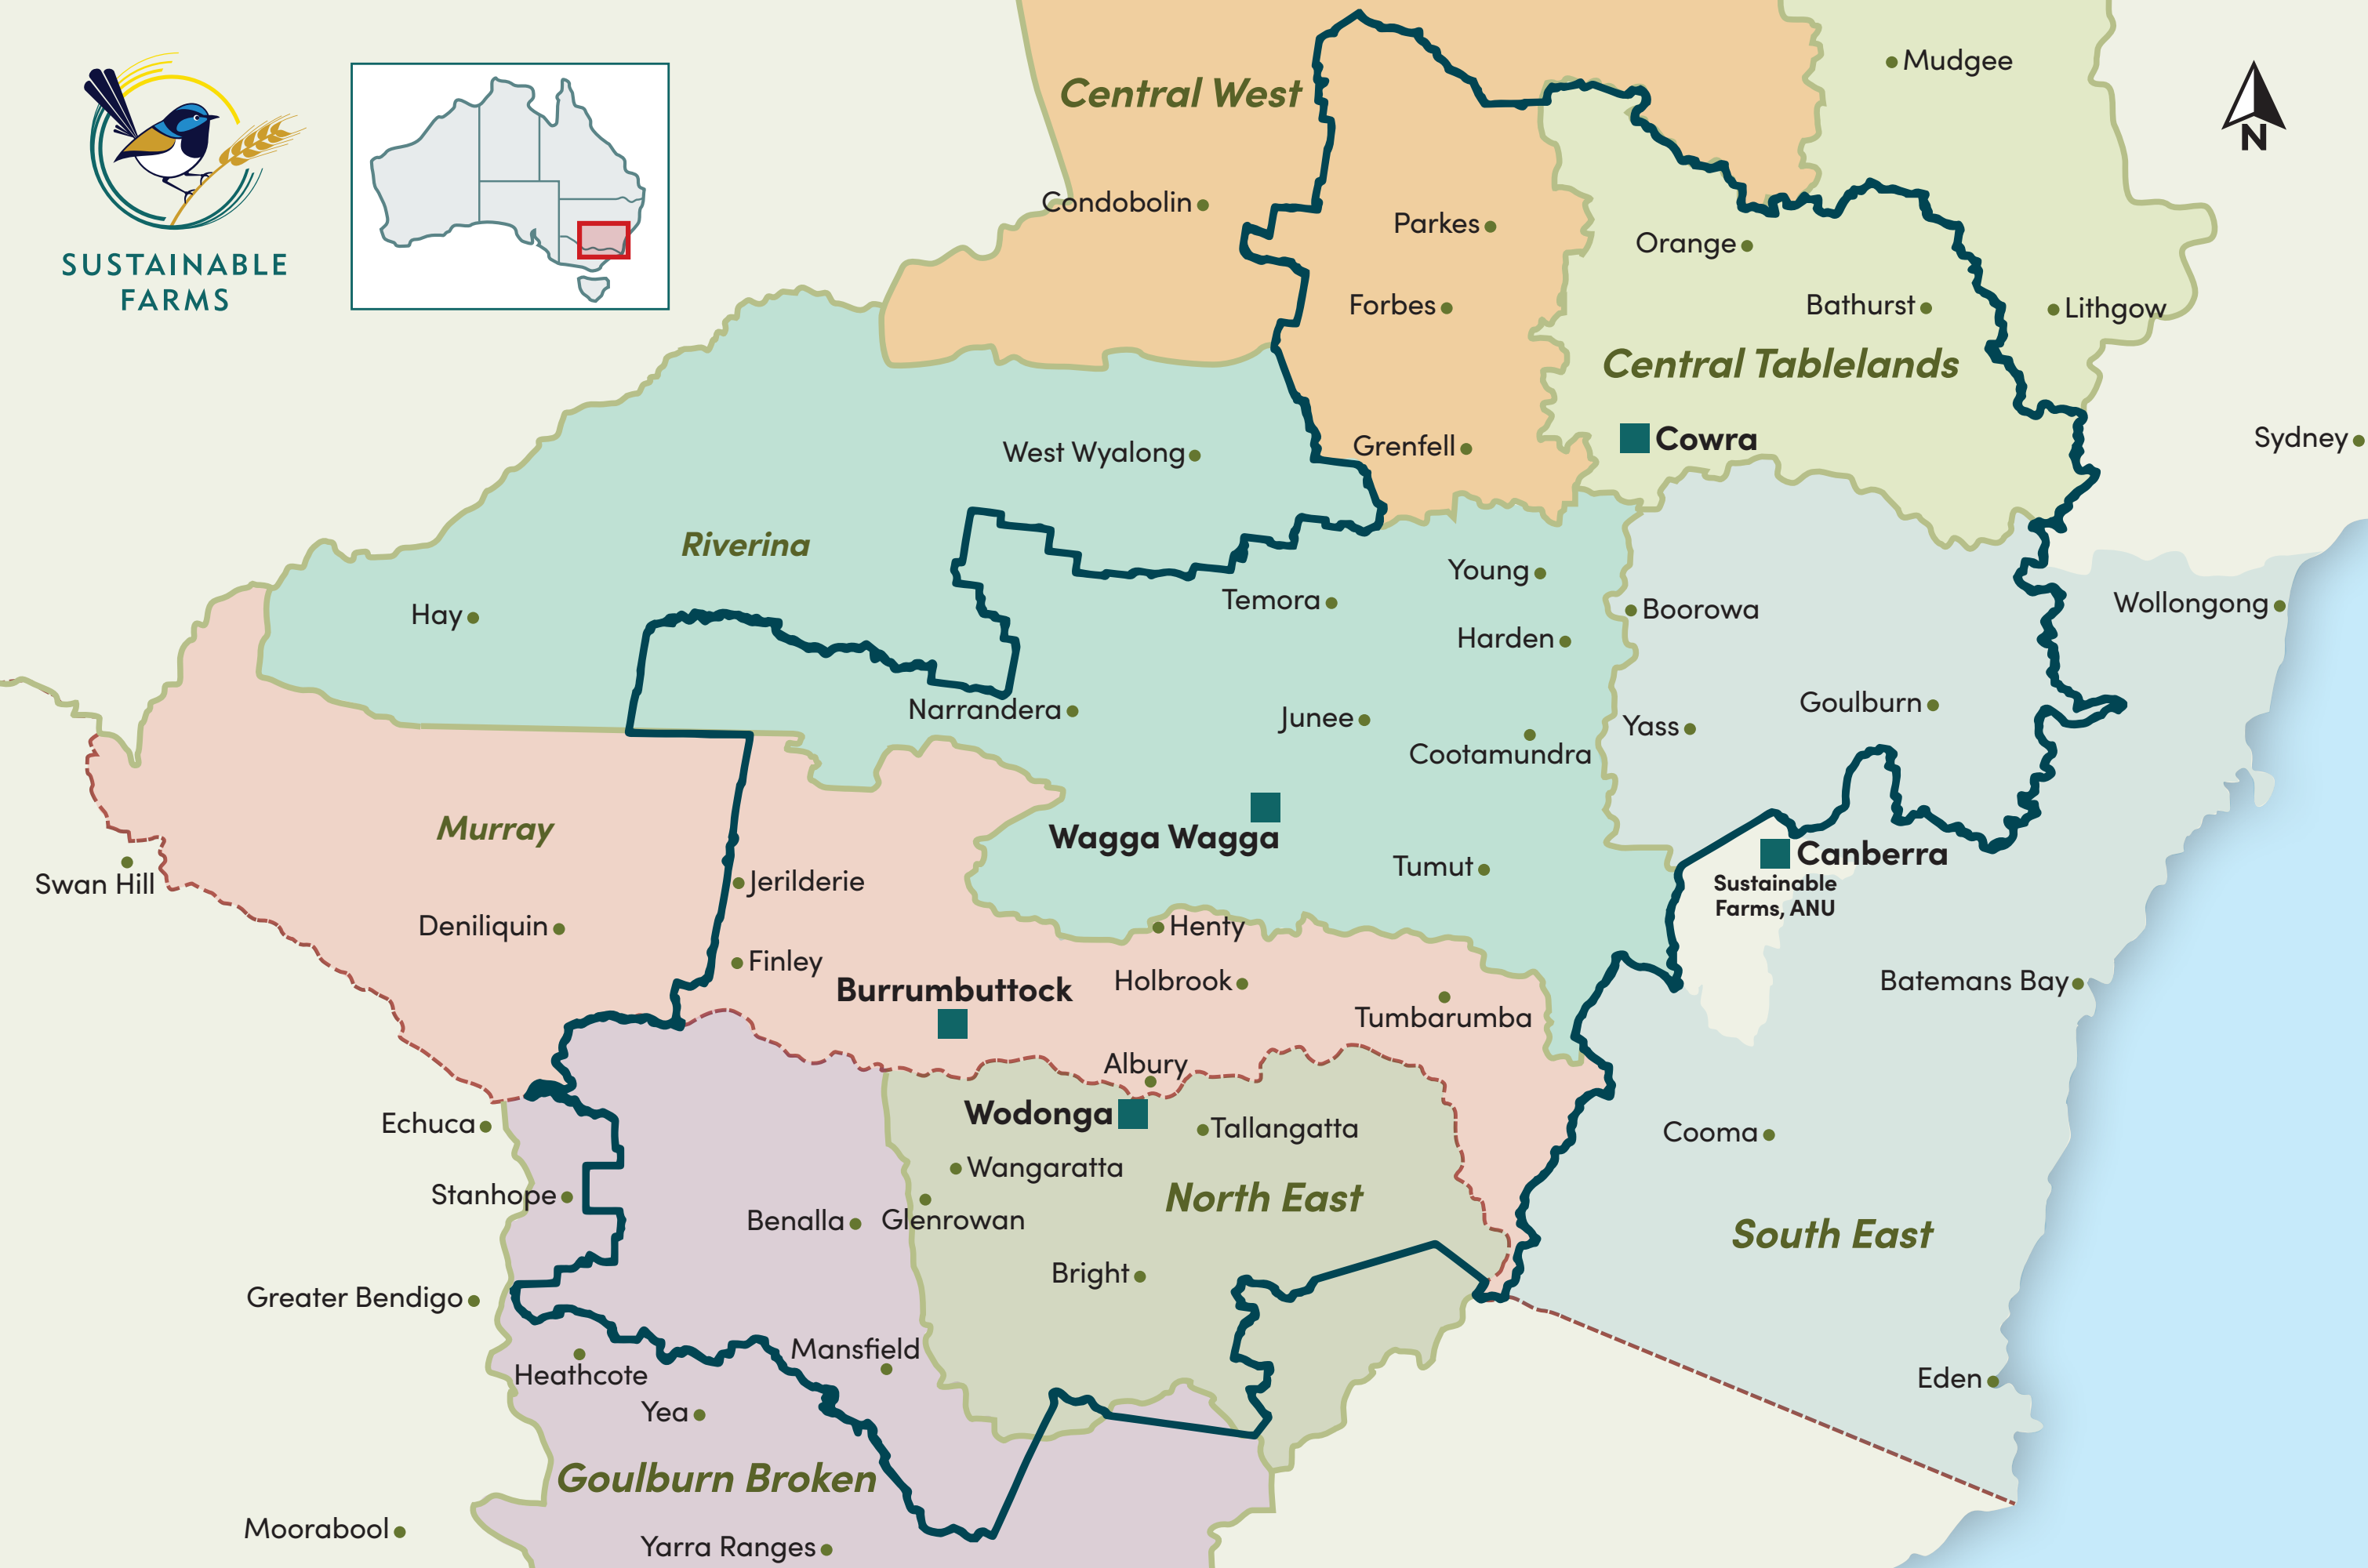 SUSTAINABLE
FARMS
N
Central West
Mudgee
Condobolin
Parkes
Orange
Forbes
Bathurst
Lithgow
Central Tablelands
West Wyalong
Grenfell
Cowra
Sydney
Riverina
Young
Temora
Boorowa
Wollongong
Hay
Harden
Narrandera
Junee
Goulburn
Yass
Cootamundra
Murray
Wagga Wagga
Canberra
Sustainable
Farms, ANU
Swan Hill
Jerilderie
Tumut
Deniliquin
Henty
Finley
Burrumbuttock
Holbrook
Batemans Bay
Tumbarumba
Albury
Wodonga
Echuca
Tallangatta
Cooma
Wangaratta
Stanhope
North East
Benalla
Glenrowan
South East
Bright
Greater Bendigo
Mansfield
Heathcote
Eden
Yea
Goulburn Broken
Moorabool
Yarra Ranges